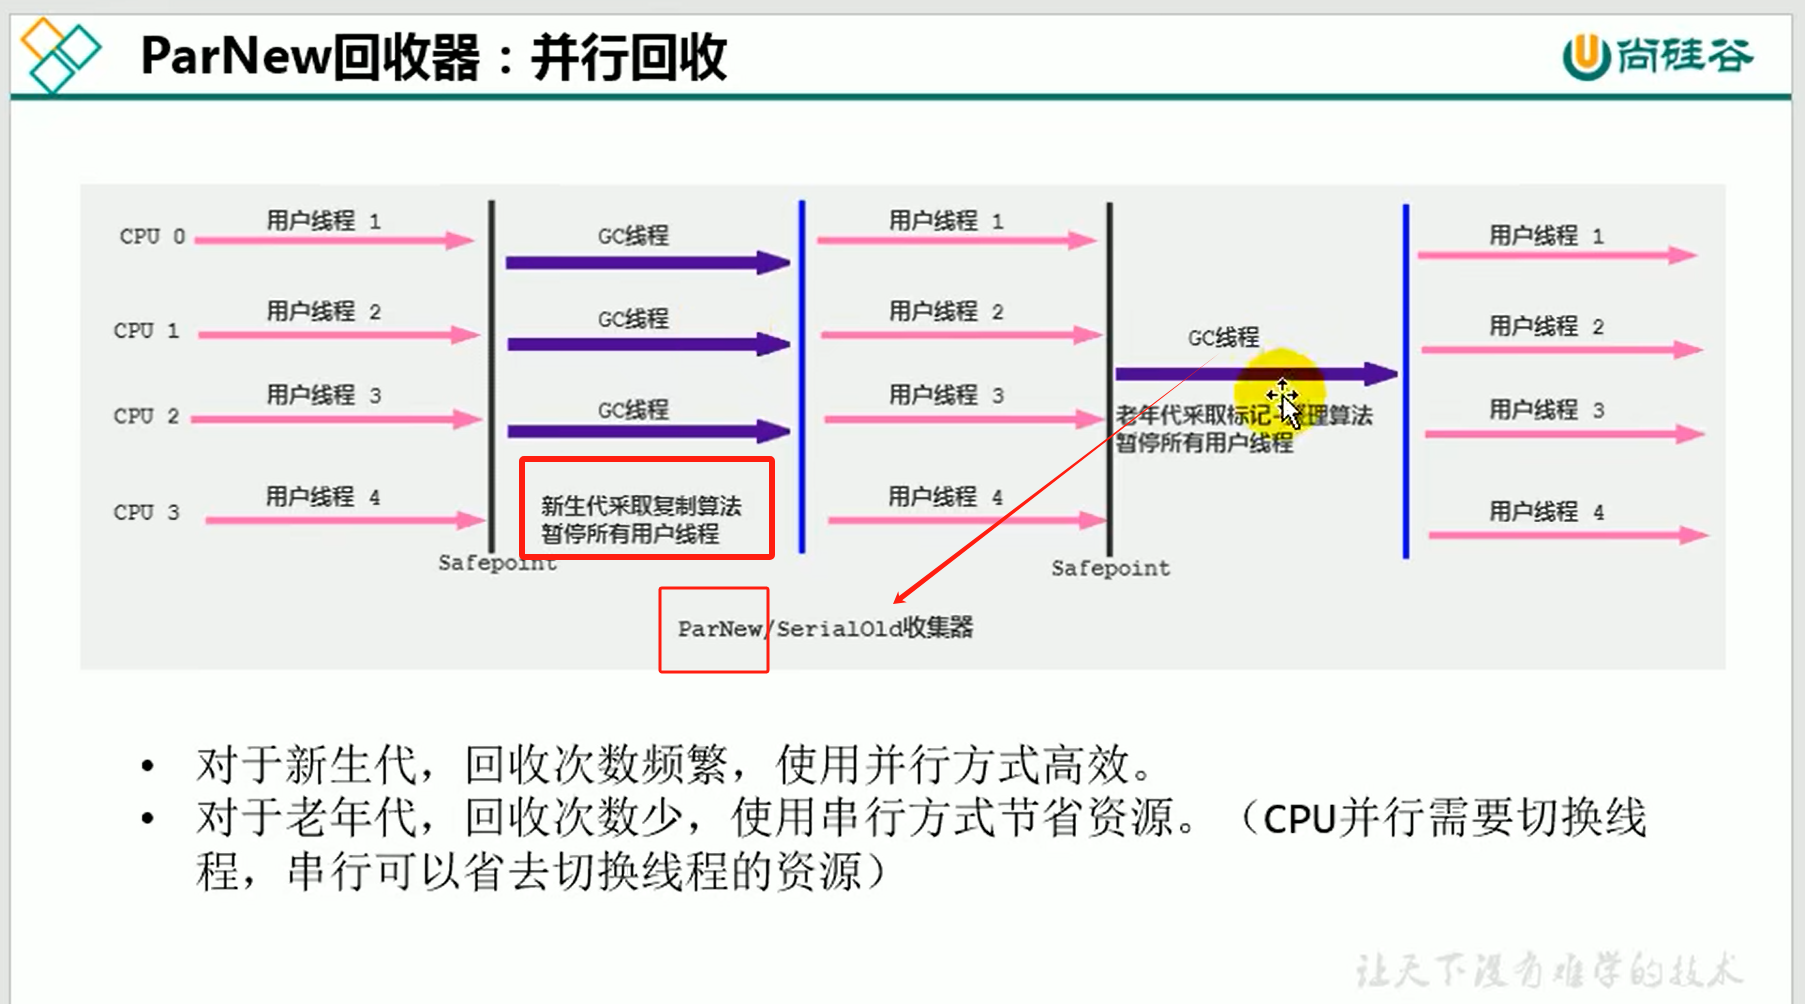 ParNew回收器：并行回收
尚硅谷
CPU 0
用户线程 1
GC线程
用户线程 1
用户线程 1
CPU 1
用户线程 2
GC线程
用户线程 2
GC线程
用户线程 2
CPU 2
用户线程 3
GC线程
用户线程 3
老年代采取标记-整理算法
暂停所有用户线程
用户线程 3
CPU 3
用户线程 4
新生代采取复制算法
暂停所有用户线程
用户线程 4
用户线程 4
Safepoint
Safepoint
ParNew/SerialOld收集器
• 对于新生代，回收次数频繁，使用并行方式高效。
• 对于老年代，回收次数少，使用串行方式节省资源。（CPU并行需要切换线
程，串行可以省去切换线程的资源）
让天下没有难学的技术